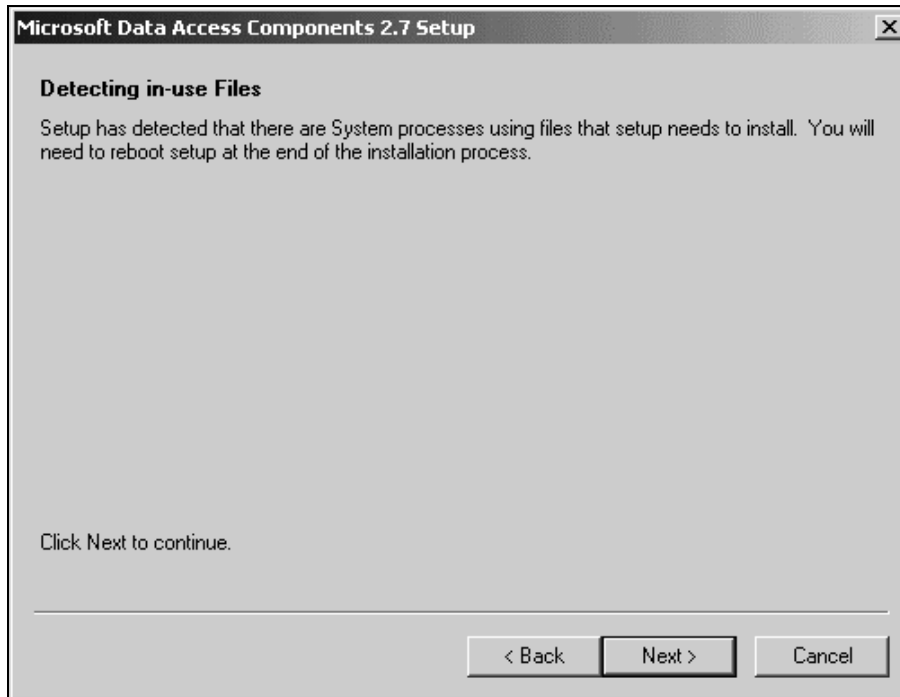 Microsoft Data Access Components 2.7 Setup
Detecting in-use Files
Setup has detected that there are System processes using files that setup needs to install.  You will
need to reboot setup at the end of the installation process.
Click Next to continue.
< Back
Next >
Cancel